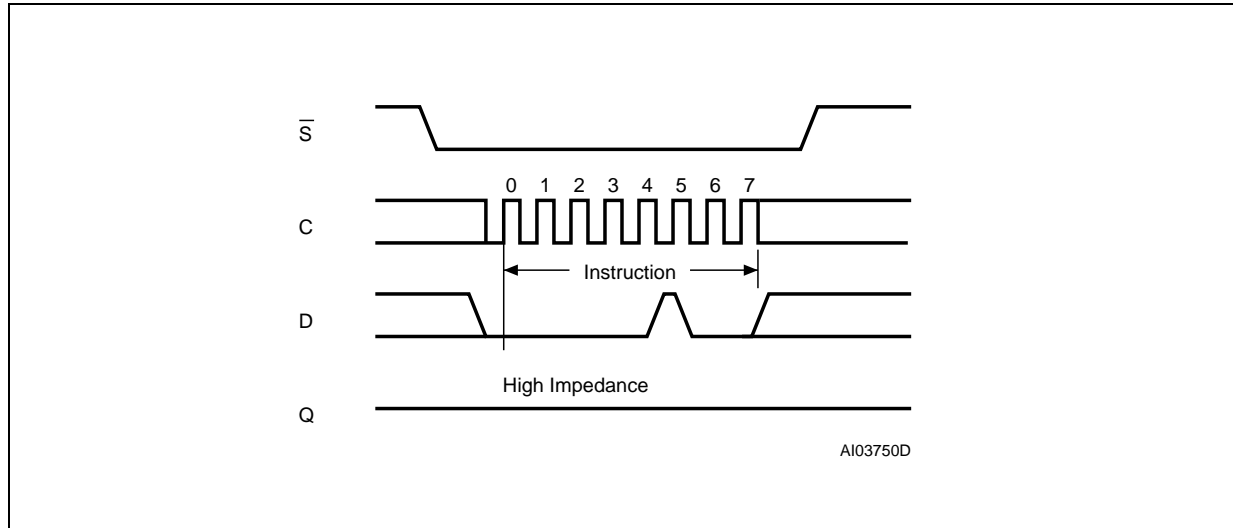 S̅
0 1 2 3 4 5 6 7
C
Instruction
D
High Impedance
Q
AI03750D